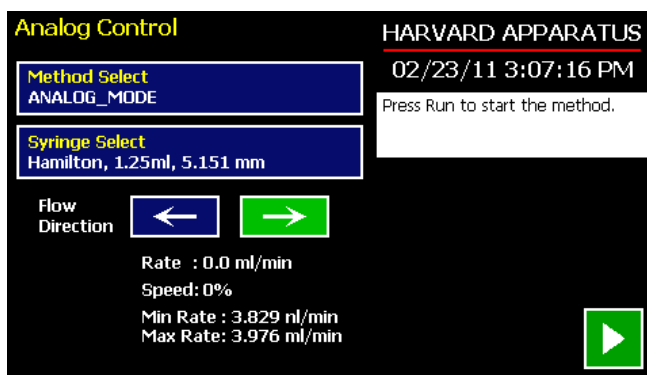 Analog Control
HARVARD APPARATUS
02/23/11 3:07:16 PM
Method Select
ANALOG_MODE
Press Run to start the method.
Syringe Select
Hamilton, 1.25ml, 5.151 mm
Flow
Direction
Rate : 0.0 ml/min
Speed: 0%
Min Rate : 3.829 nl/min
Max Rate: 3.976 ml/min